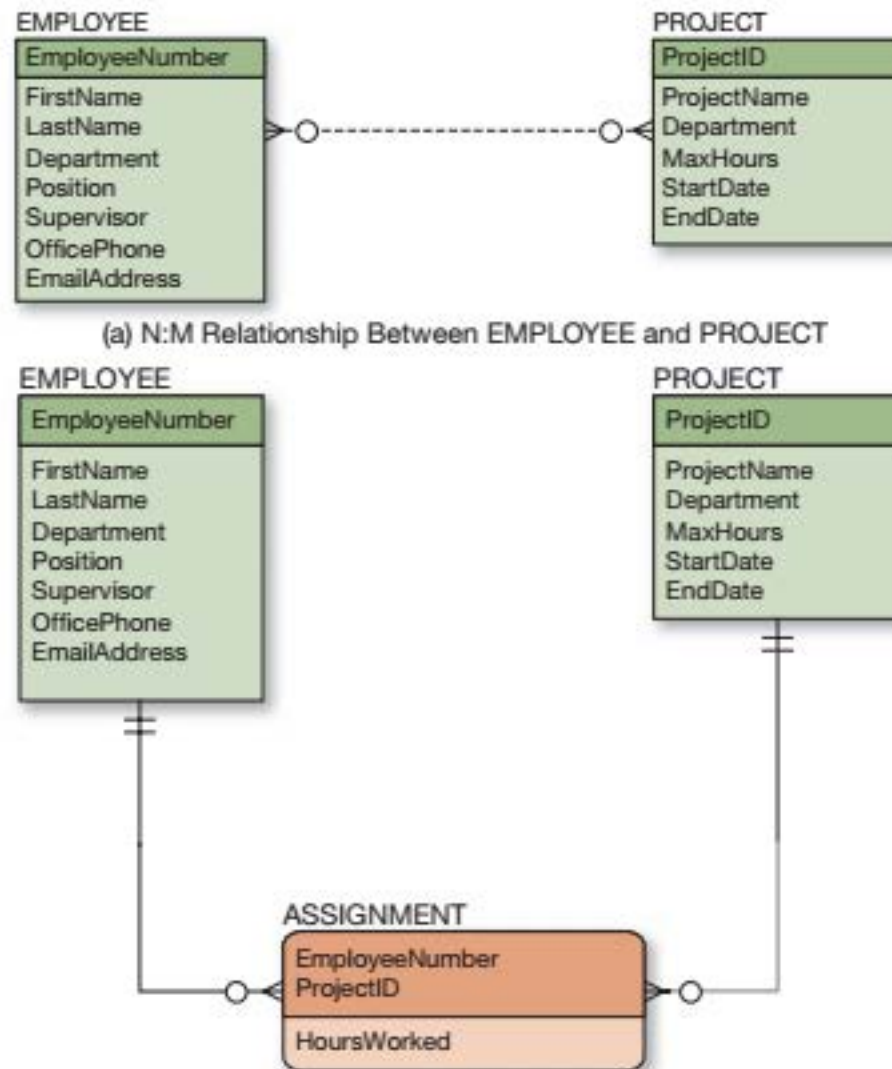 EMPLOYEE
EmployeeNumber
FirstName
LastName
Department
Position
Supervisor
OfficePhone
EmailAddress
PROJECT
ProjectID
ProjectName
Department
MaxHours
StartDate
EndDate
(a) N:M Relationship Between EMPLOYEE and PROJECT
EMPLOYEE
EmployeeNumber
FirstName
LastName
Department
Position
Supervisor
OfficePhone
EmailAddress
PROJECT
ProjectID
ProjectName
Department
MaxHours
StartDate
EndDate
ASSIGNMENT
EmployeeNumber
ProjectID
HoursWorked